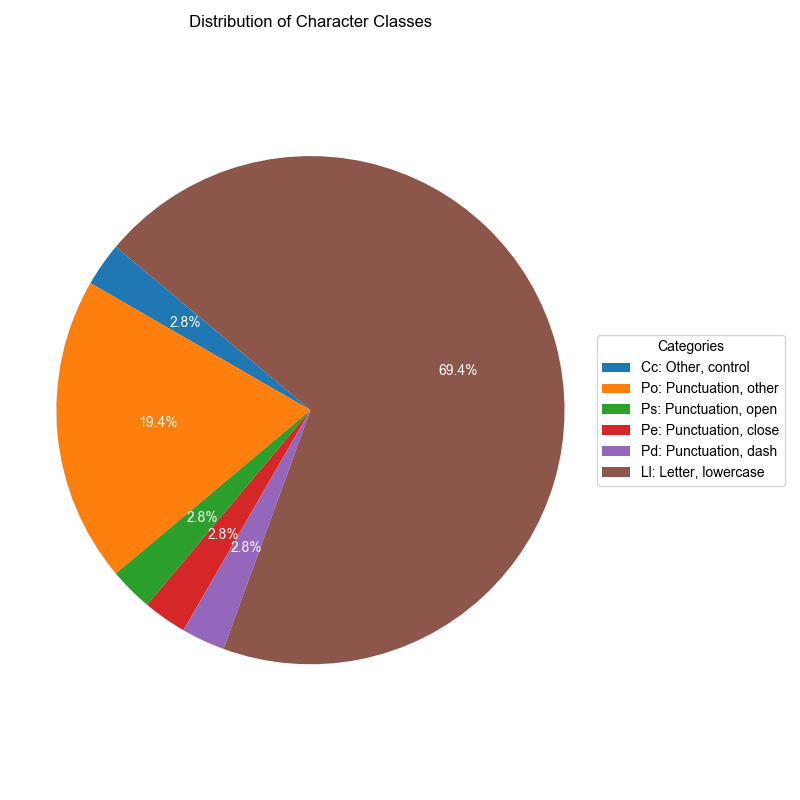 Distribution of Character Classes
2.8%
69.4%
19.4%
2.8%
2.8%
2.8%
Categories
Cc: Other, control
Po: Punctuation, other
Ps: Punctuation, open
Pe: Punctuation, close
Pd: Punctuation, dash
Ll: Letter, lowercase